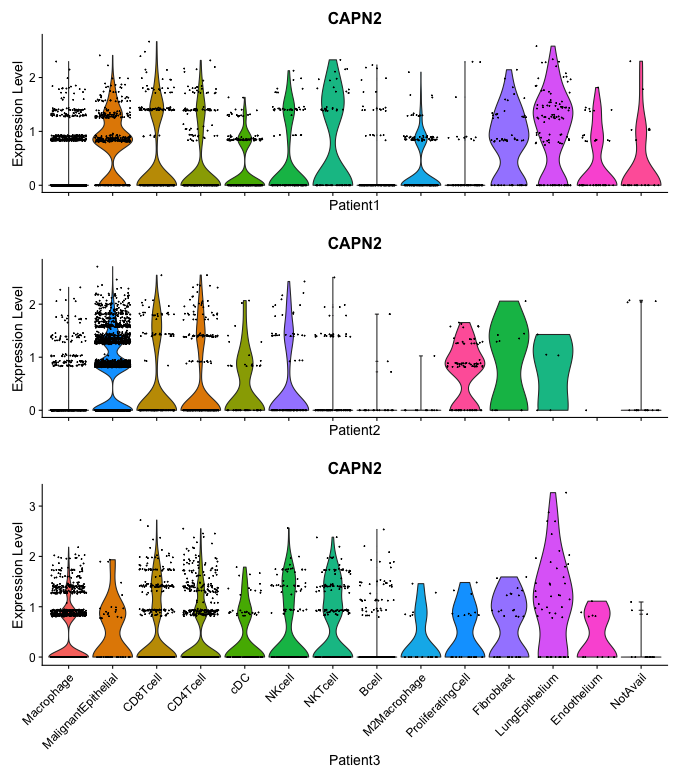 CAPN2
Expression Level
2
1
0
Patient1
CAPN2
Expression Level
2
1
0
Patient2
CAPN2
Expression Level
3
2
1
0
Macrophage
MalignantEpithelial
CD8Tcell
CD4Tcell
cDC
NKcell
NKTcell
Bcell
M2Macrophage
ProliferatingCell
Fibroblast
LungEpithelium
Endothelium
NotAvail
Patient3